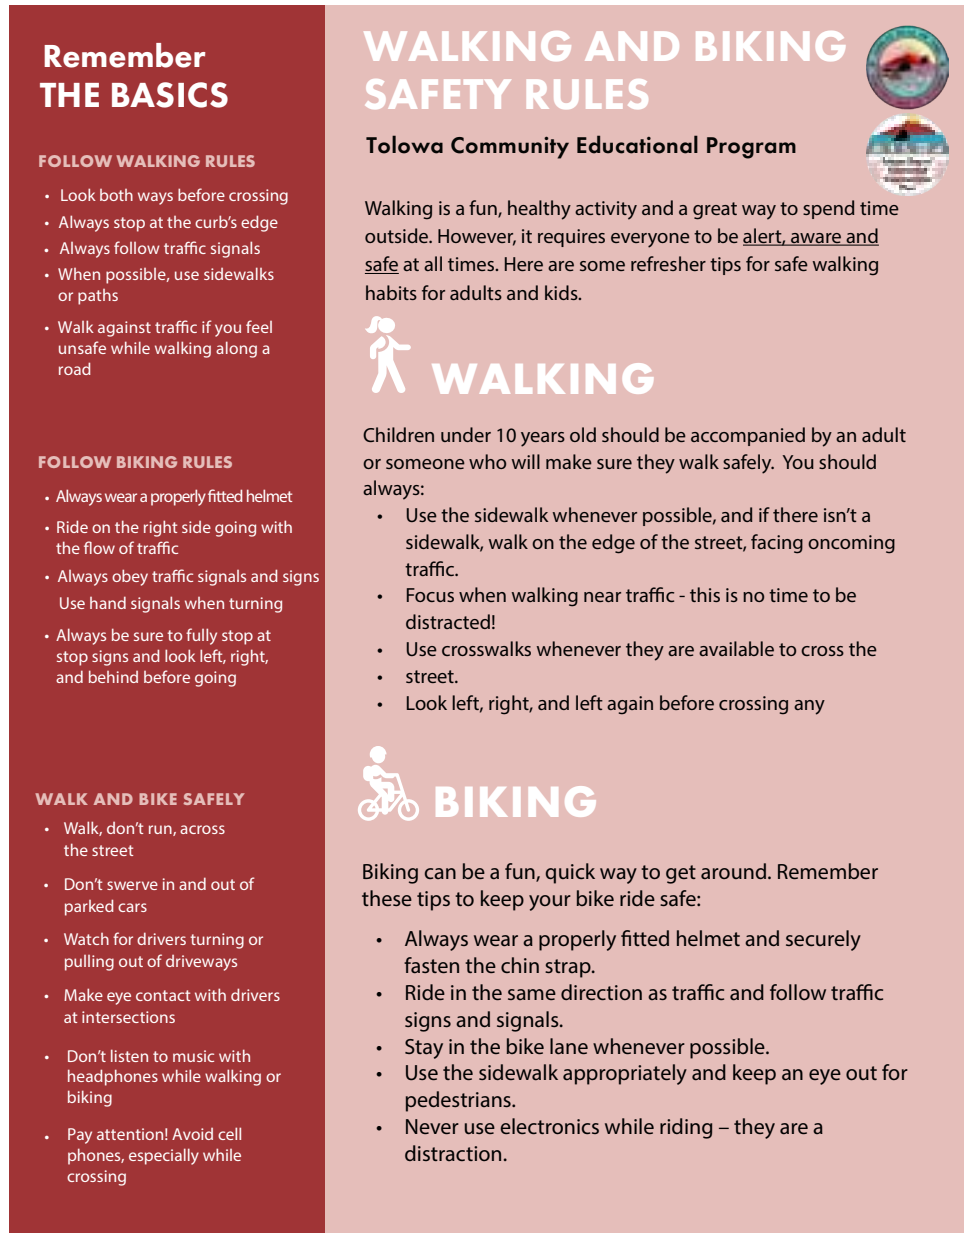 Remember
THE BASICS
FOLLOW WALKING RULES
• Look both ways before crossing
• Always stop at the curb’s edge
• Always follow traffic signals
• When possible, use sidewalks
or paths
• Walk against traffic if you feel
unsafe while walking along a
road
FOLLOW BIKING RULES
• Always wear a properly fitted helmet
• Ride on the right side going with
the flow of traffic
• Always obey traffic signals and signs
Use hand signals when turning
• Always be sure to fully stop at
stop signs and look left, right,
and behind before going
WALK AND BIKE SAFELY
• Walk, don’t run, across
the street
• Don’t swerve in and out of
parked cars
• Watch for drivers turning or
pulling out of driveways
• Make eye contact with drivers
at intersections
• Don’t listen to music with
headphones while walking or
biking
• Pay attention! Avoid cell
phones, especially while
crossing
WALKING AND BIKING
SAFETY RULES
Tolowa Community Educational Program
Walking is a fun, healthy activity and a great way to spend time
outside. However, it requires everyone to be alert, aware and
safe at all times. Here are some refresher tips for safe walking
habits for adults and kids.
WALKING
Children under 10 years old should be accompanied by an adult
or someone who will make sure they walk safely. You should
always:
• Use the sidewalk whenever possible, and if there isn’t a
sidewalk, walk on the edge of the street, facing oncoming
traffic.
• Focus when walking near traffic - this is no time to be
distracted!
• Use crosswalks whenever they are available to cross the
• street.
• Look left, right, and left again before crossing any
BIKING
Biking can be a fun, quick way to get around. Remember
these tips to keep your bike ride safe:
• Always wear a properly fitted helmet and securely
fasten the chin strap.
• Ride in the same direction as traffic and follow traffic
signs and signals.
• Stay in the bike lane whenever possible.
• Use the sidewalk appropriately and keep an eye out for
pedestrians.
• Never use electronics while riding – they are a
distraction.